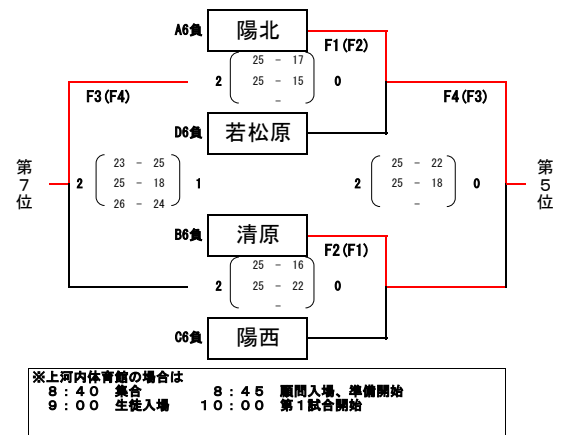 A6負 陽北
F1(F2)
25 - 17
2 25 - 15 0
-
F3(F4)
F4(F3)
D6負 若松原
第7位
23 - 25
2 25 - 18 1
26 - 24
25 - 22
2 25 - 18 0
-
第5位
B6負 清原
F2(F1)
25 - 16
2 25 - 22 0
-
C6負 陽西
※上河内体育館の場合は
8:40 集合 8:45 顧問入場、準備開始
9:00 生徒入場 10:00 第1試合開始